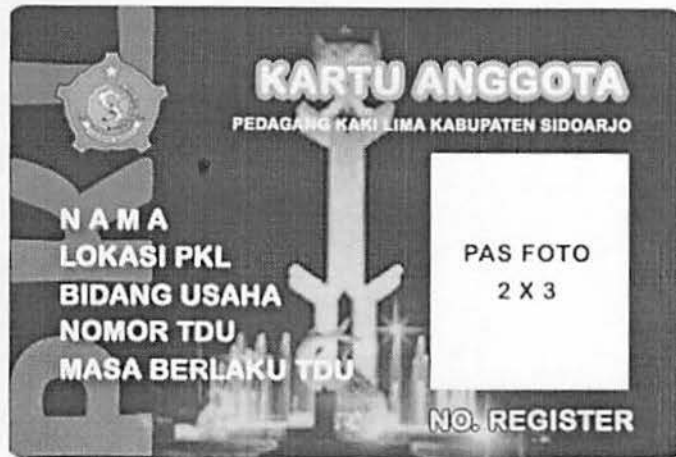 PKL
KARTU ANGGOTA
PEDAGANG KAKI LIMA KABUPATEN SIDOARJO
N A M A
LOKASI PKL
BIDANG USAHA
NOMOR TDU
MASA BERLAKU TDU
PAS FOTO
2 X 3
NO. REGISTER